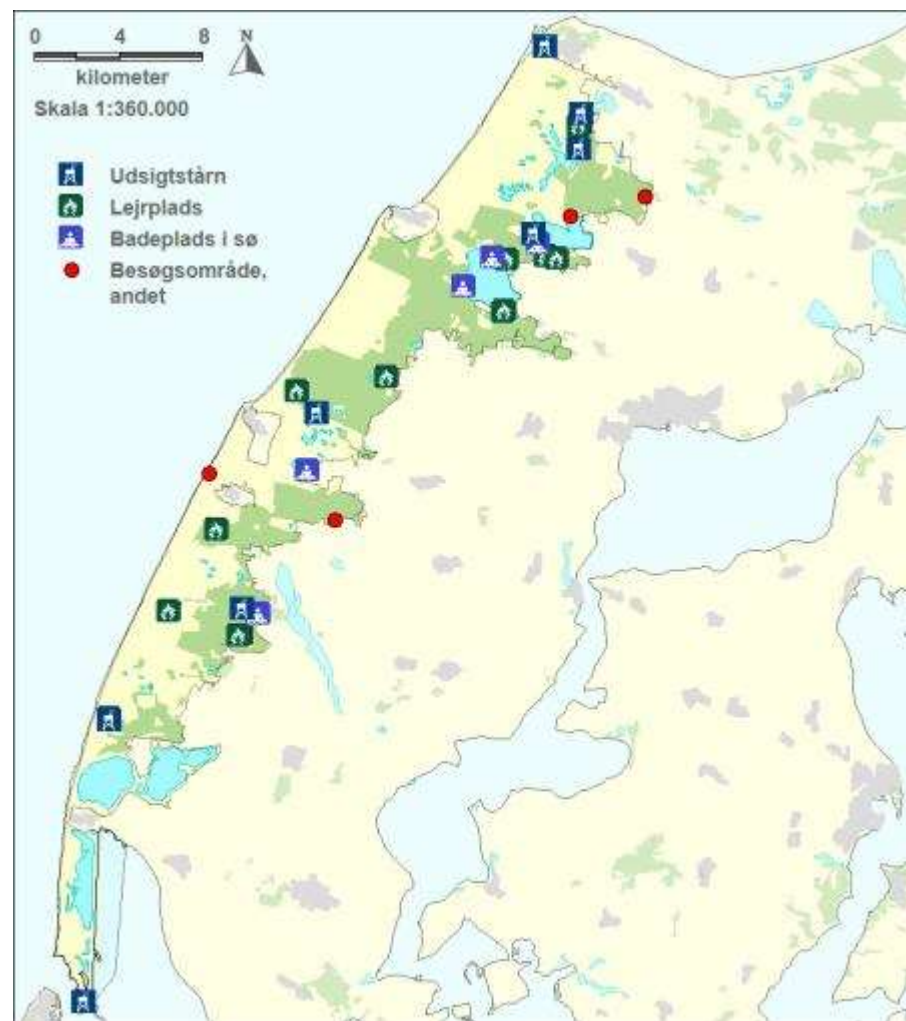 0 4 8
N
kilometer
Skala 1:360.000
Udsigtstårn
Lejrplads
Badeplads i sø
Besøgsområde,
andet